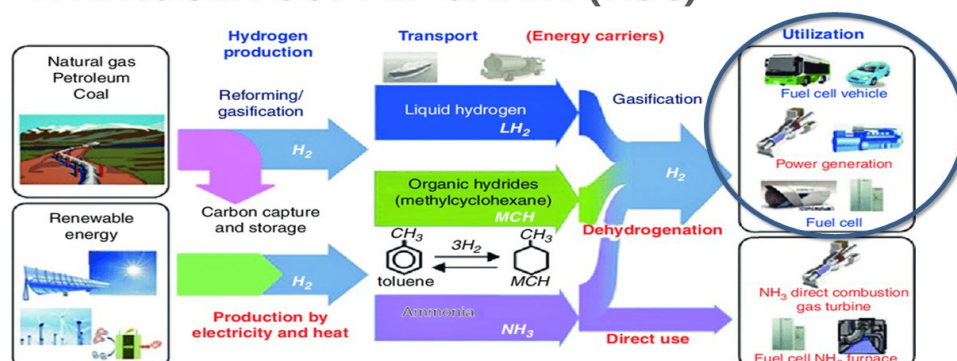 Hydrogen
production
Transport
(Energy carriers)
Utilization
Natural gas
Petroleum
Coal
Reforming/
gasification
H2
Carbon capture
and storage
Renewable
energy
H2
Production by
electricity and heat
Liquid hydrogen
LH2
Organic hydrides
(methylcyclohexane)
MCH
CH3
3H2
CH3
toluene
MCH
Ammonia
NH3
Gasification
H2
Dehydrogenation
Direct use
Fuel cell vehicle
Power generation
Fuel cell
NH3 direct combustion
gas turbine
Fuel cell NH3 furnace